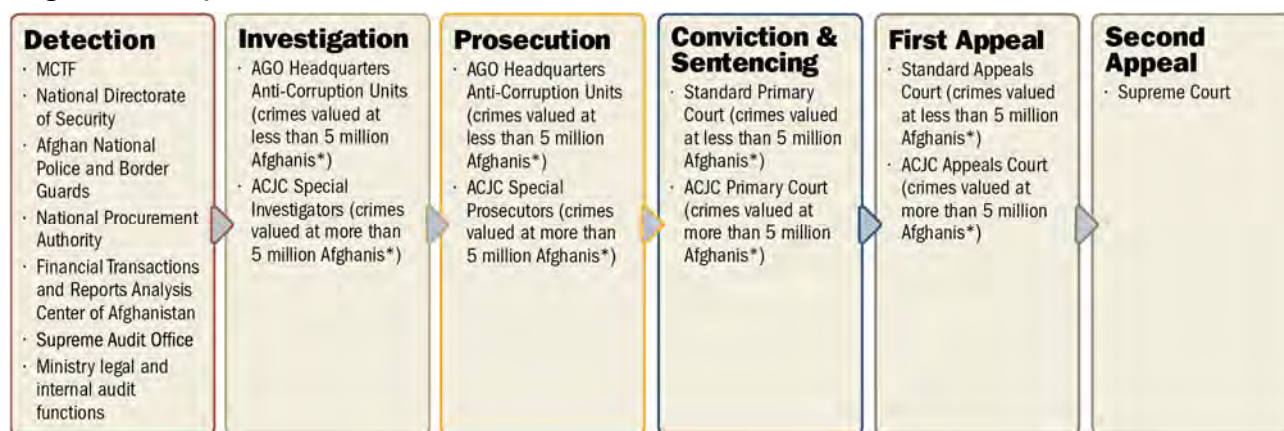 Detection
· MCTF
· National Directorate
of Security
· Afghan National
Police and Border
Guards
· National Procurement
Authority
· Financial Transactions
and Reports Analysis
Center of Afghanistan
· Supreme Audit Office
· Ministry legal and
internal audit
functions
Investigation
· AGO Headquarters
Anti-Corruption Units
(crimes valued at
less than 5 million
Afghanis*)
· ACJC Special
Investigators (crimes
valued at more than
5 million Afghanis*)
Prosecution
· AGO Headquarters
Anti-Corruption Units
(crimes valued at
less than 5 million
Afghanis*)
· ACJC Special
Prosecutors (crimes
valued at more than
5 million Afghanis*)
Conviction &
Sentencing
· Standard Primary
Court (crimes valued
at less than 5 million
Afghanis*)
· ACJC Primary Court
(crimes valued at
more than 5 million
Afghanis*)
First Appeal
· Standard Appeals
Court (crimes valued
at less than 5 million
Afghanis*)
· ACJC Appeals Court
(crimes valued at
more than 5 million
Afghanis*)
Second
Appeal
· Supreme Court